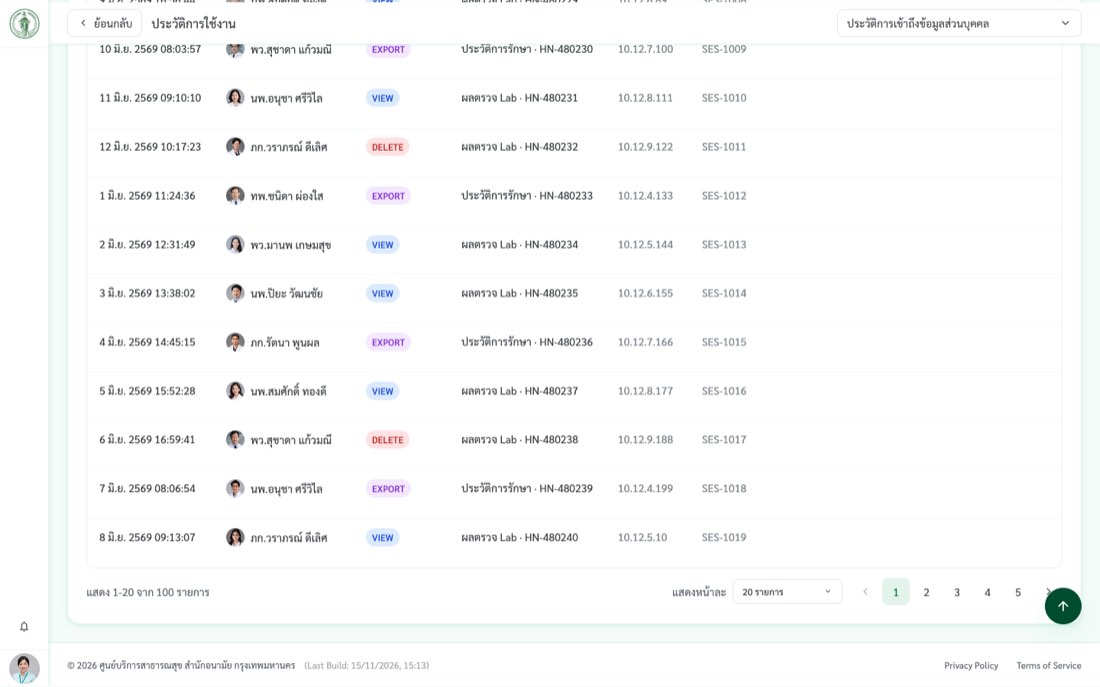 ย้อนกลับ ประวัติการใช้งาน ประวัติการเข้าถึงข้อมูลส่วนบุคคล
10 มิ.ย. 2569 08:03:57 พว.สุชาดา แก้วมณี EXPORT ประวัติการรักษา · HN-480230 10.12.7.100 SES-1009
11 มิ.ย. 2569 09:10:10 นพ.อนุชา ศรีวิไล VIEW ผลตรวจ Lab · HN-480231 10.12.8.111 SES-1010
12 มิ.ย. 2569 10:17:23 ภก.วราภรณ์ ดีเลิศ DELETE ผลตรวจ Lab · HN-480232 10.12.9.122 SES-1011
1 มิ.ย. 2569 11:24:36 ทพ.ชนิดา ผ่องใส EXPORT ประวัติการรักษา · HN-480233 10.12.4.133 SES-1012
2 มิ.ย. 2569 12:31:49 พว.มานพ เกษมสุข VIEW ผลตรวจ Lab · HN-480234 10.12.5.144 SES-1013
3 มิ.ย. 2569 13:38:02 นพ.ปิยะ วัฒนชัย VIEW ผลตรวจ Lab · HN-480235 10.12.6.155 SES-1014
4 มิ.ย. 2569 14:45:15 ภก.รัตนา พูนผล EXPORT ประวัติการรักษา · HN-480236 10.12.7.166 SES-1015
5 มิ.ย. 2569 15:52:28 นพ.สมศักดิ์ ทองดี VIEW ผลตรวจ Lab · HN-480237 10.12.8.177 SES-1016
6 มิ.ย. 2569 16:59:41 พว.สุชาดา แก้วมณี DELETE ผลตรวจ Lab · HN-480238 10.12.9.188 SES-1017
7 มิ.ย. 2569 08:06:54 นพ.อนุชา ศรีวิไล EXPORT ประวัติการรักษา · HN-480239 10.12.4.199 SES-1018
8 มิ.ย. 2569 09:13:07 ภก.วราภรณ์ ดีเลิศ VIEW ผลตรวจ Lab · HN-480240 10.12.5.10 SES-1019
แสดง 1-20 จาก 100 รายการ แสดงหน้าละ 20 รายการ 1 2 3 4 5
© 2026 ศูนย์บริการสาธารณสุข สำนักอนามัย กรุงเทพมหานคร (Last Build: 15/11/2026, 15:13) Privacy Policy Terms of Service